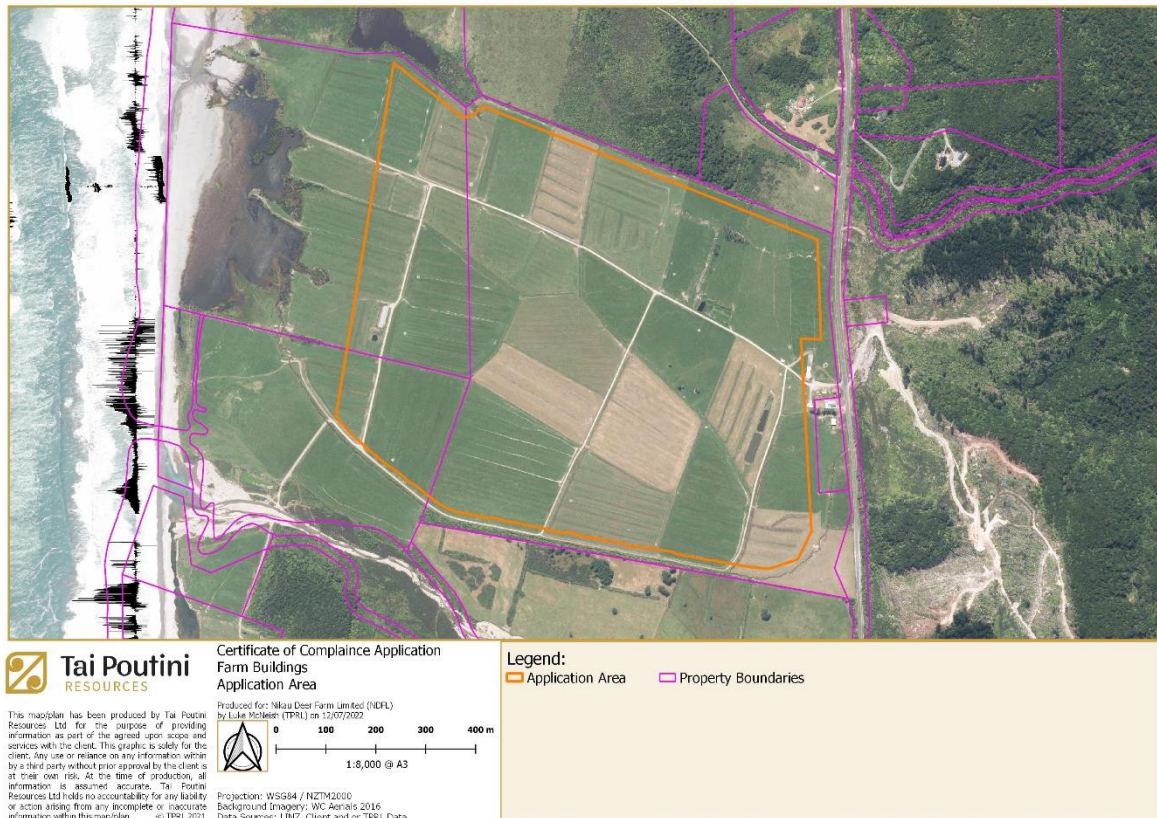 Tai Poutini
RESOURCES
This map/plan has been produced by Tai Poutini
Resources Ltd for the purpose of providing
information as part of the agreed upon scope and
services with the client. This graphic is solely for the
client. Any use or reliance on any information within
by a third party without prior approval by the client is
at their own risk. At the time of production, all
information is assumed accurate. Tai Poutini
Resources Ltd holds no accountability for any liability
or action arising from any incomplete or inaccurate
information within this map/plan. © TPRL 2021
Certificate of Complaince Application
Farm Buildings
Application Area
Produced for: Nikau Deer Farm Limited (NDFL)
by Luke McNeish (TPRL) on 12/07/2022
0 100 200 300 400 m
1:8,000 @ A3
Projection: WSG84 / NZTM2000
Background Imagery: WC Aerials 2016
Data Sources: LINZ, Client and or TPRL Data
Legend:
Application Area Property Boundaries